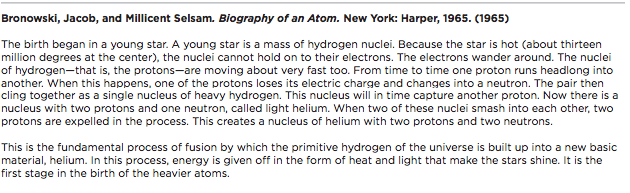 Bronowski, Jacob, and Millicent Selsam. Biography of an Atom. New York: Harper, 1965. (1965)
The birth began in a young star. A young star is a mass of hydrogen nuclei. Because the star is hot (about thirteen
million degrees at the center), the nuclei cannot hold on to their electrons. The electrons wander around. The nuclei
of hydrogen—that is, the protons—are moving about very fast too. From time to time one proton runs headlong into
another. When this happens, one of the protons loses its electric charge and changes into a neutron. The pair then
cling together as a single nucleus of heavy hydrogen. This nucleus will in time capture another proton. Now there is a
nucleus with two protons and one neutron, called light helium. When two of these nuclei smash into each other, two
protons are expelled in the process. This creates a nucleus of helium with two protons and two neutrons.
This is the fundamental process of fusion by which the primitive hydrogen of the universe is built up into a new basic
material, helium. In this process, energy is given off in the form of heat and light that make the stars shine. It is the
first stage in the birth of the heavier atoms.